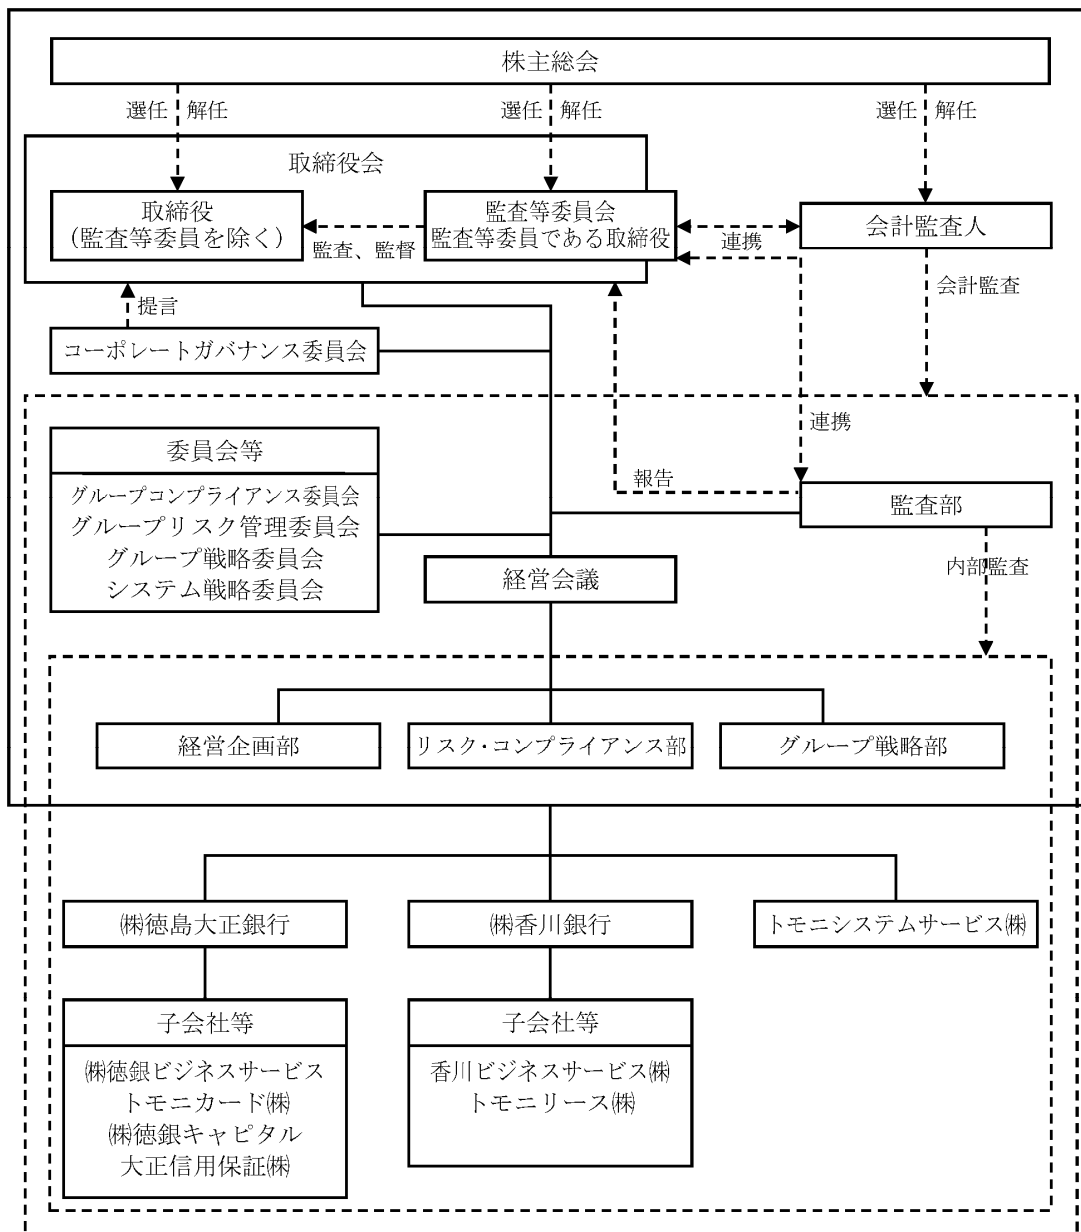 株主総会
選任 解任
選任 解任
選任 解任
取締役会
取締役
(監査等委員を除く)
監査、監督
監査等委員会
監査等委員である取締役
連携
会計監査人
会計監査
提言
コーポレートガバナンス委員会
連携
委員会等
グループコンプライアンス委員会
グループリスク管理委員会
グループ戦略委員会
システム戦略委員会
報告
監査部
内部監査
経営会議
経営企画部
リスク・コンプライアンス部
グループ戦略部
㈱徳島大正銀行
㈱香川銀行
トモニシステムサービス㈱
子会社等
㈱徳銀ビジネスサービス
トモニカード㈱
㈱徳銀キャピタル
大正信用保証㈱
子会社等
香川ビジネスサービス㈱
トモニリース㈱